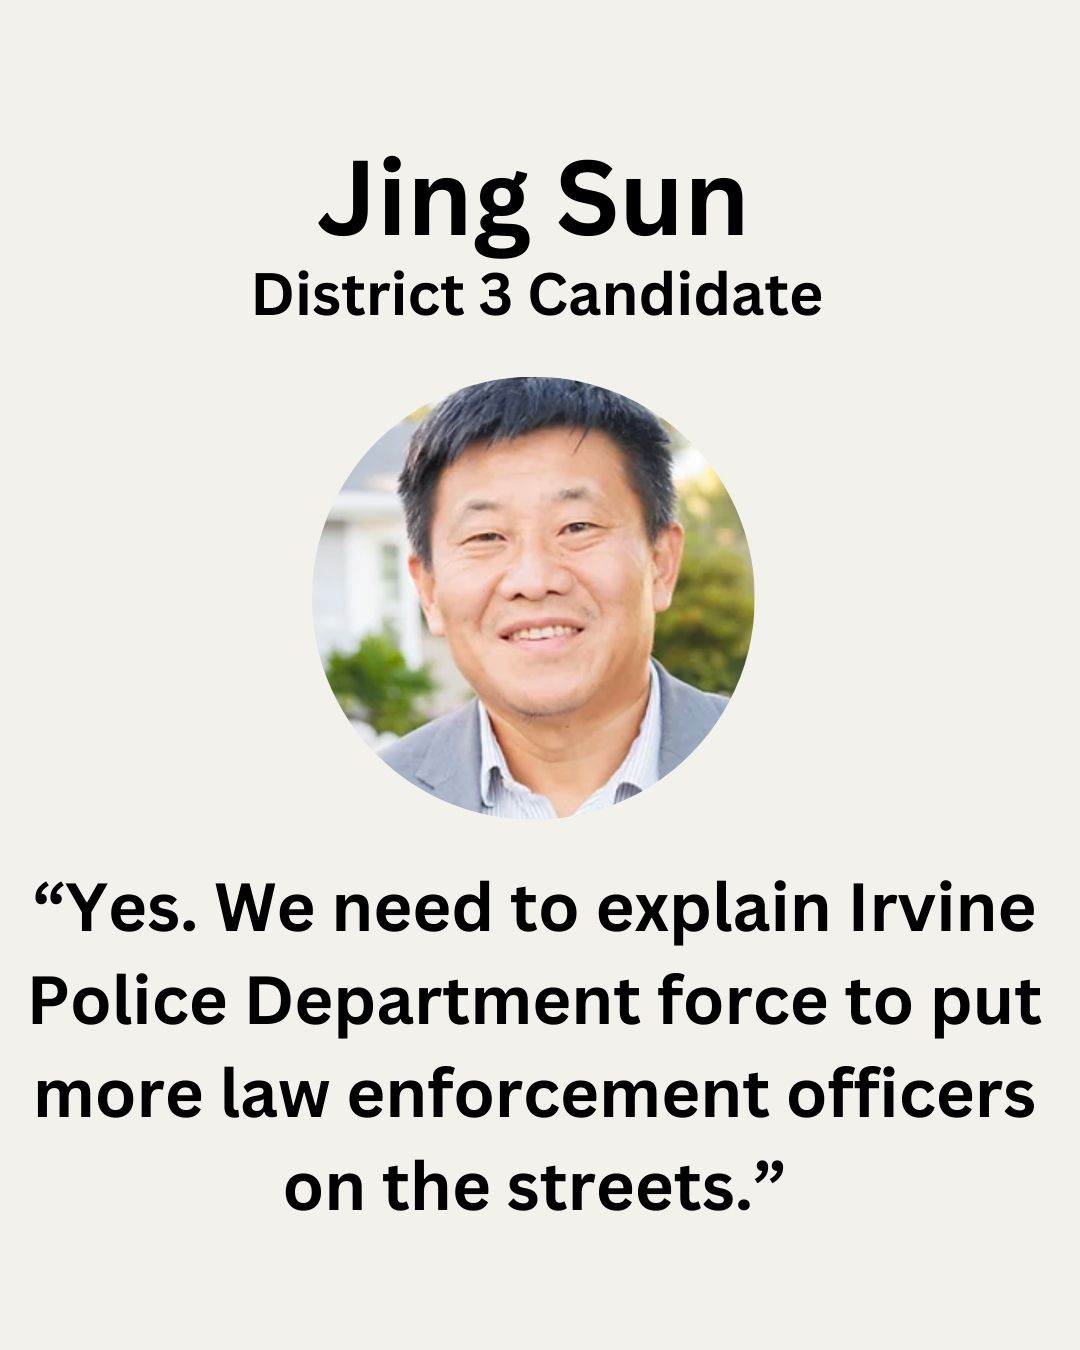 Jing Sun
District 3 Candidate
“Yes. We need to explain Irvine
Police Department force to put
more law enforcement officers
on the streets.”